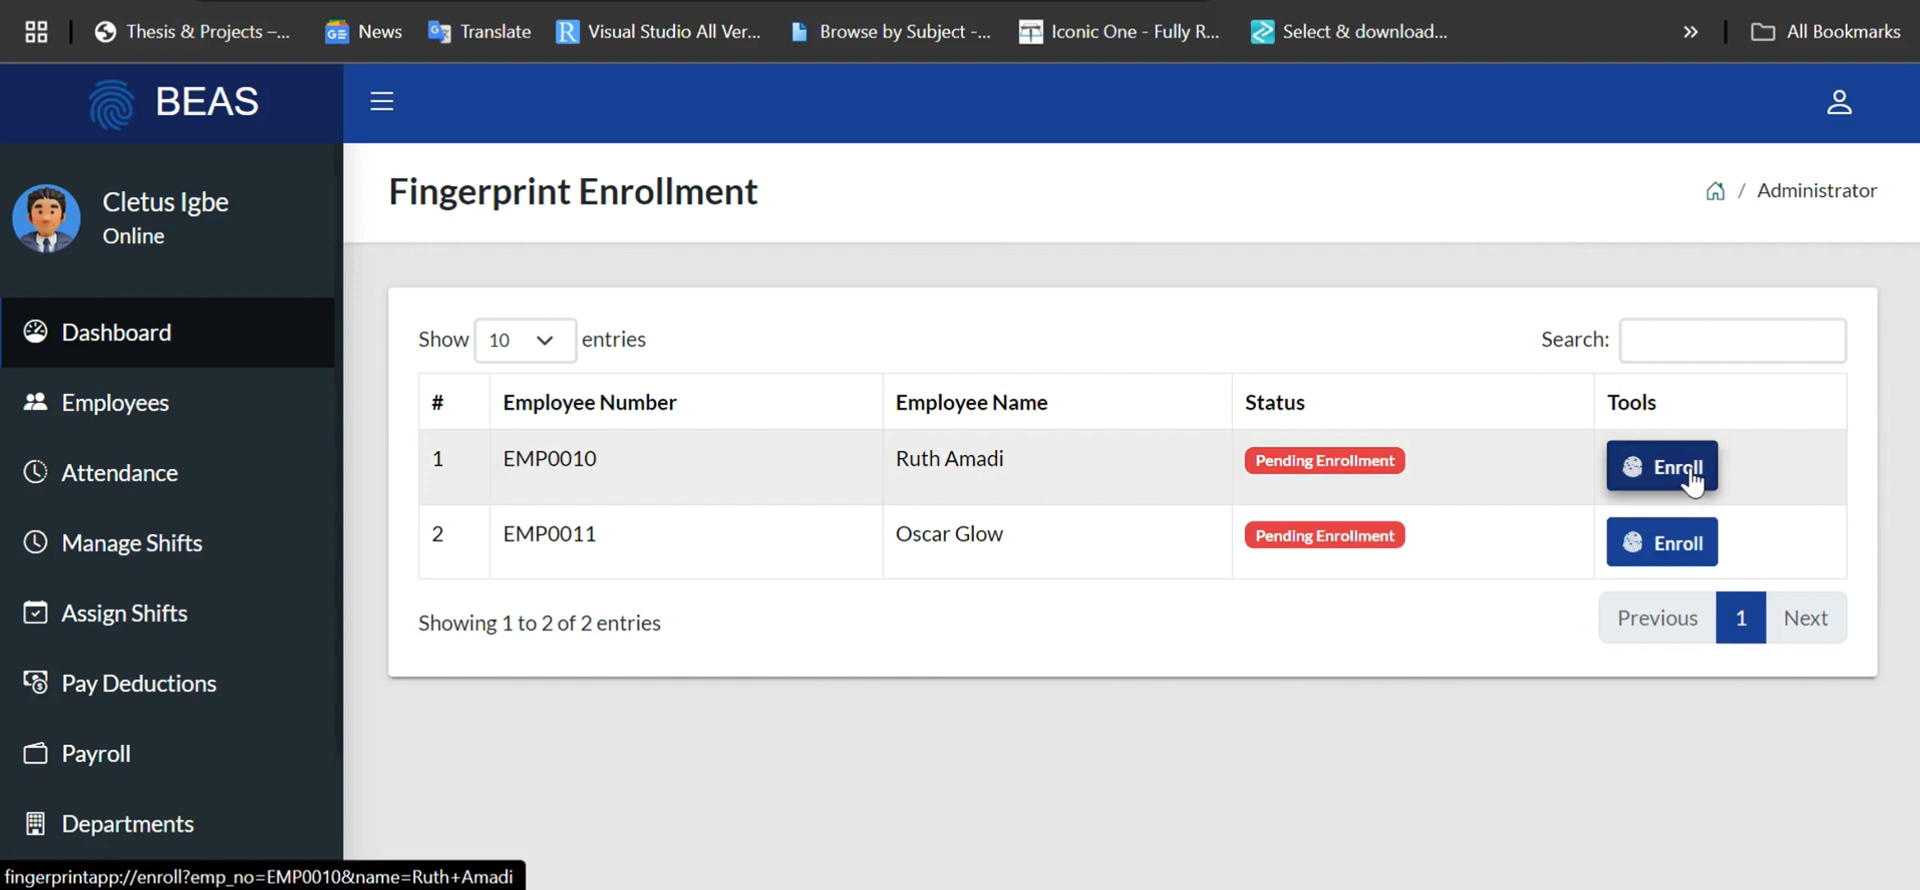 Thesis & Projects –... News Translate Visual Studio All Ver... Browse by Subject -... Iconic One - Fully R... Select & download... » All Bookmarks
BEAS
Cletus Igbe
Online
Dashboard
Employees
Attendance
Manage Shifts
Assign Shifts
Pay Deductions
Payroll
Departments
Fingerprint Enrollment
/ Administrator
Show 10 entries Search:
# Employee Number Employee Name Status Tools
1 EMP0010 Ruth Amadi Pending Enrollment Enroll
2 EMP0011 Oscar Glow Pending Enrollment Enroll
Showing 1 to 2 of 2 entries Previous 1 Next
fingerprintapp://enroll?emp_no=EMP0010&name=Ruth+Amadi